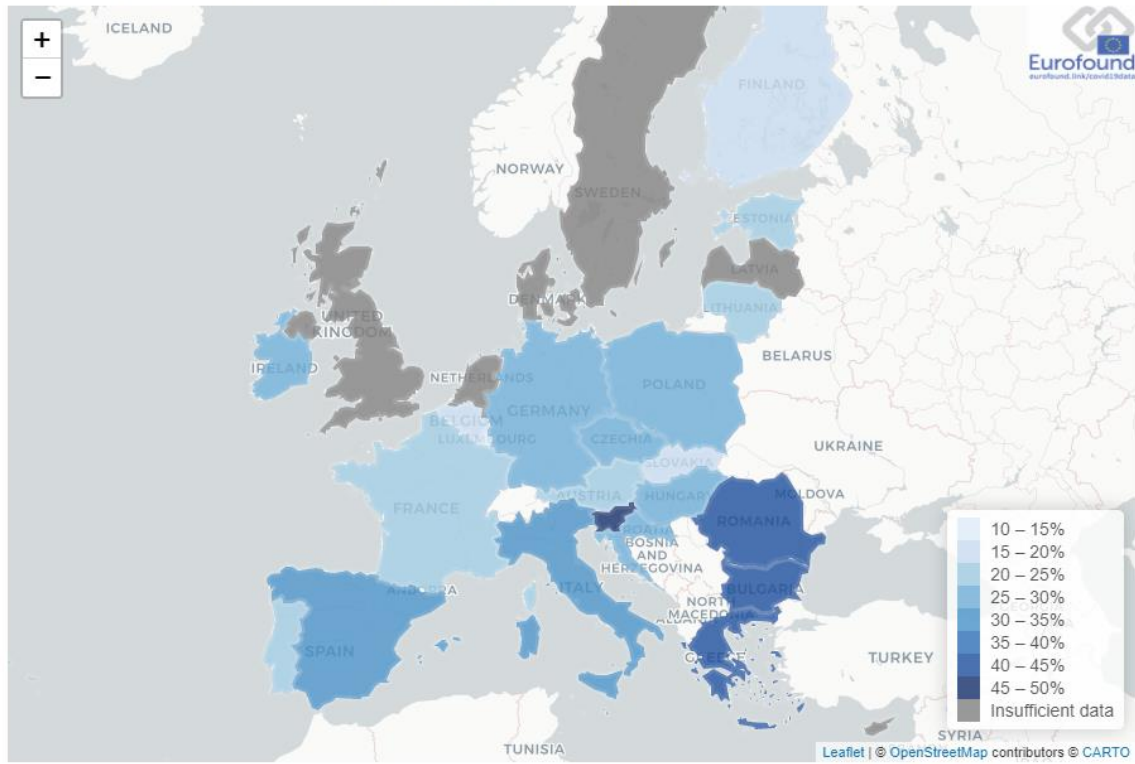 +
−
ICELAND
Eurofound
eurofound.link/covid19data
FINLAND
NORWAY
SWEDEN
ESTONIA
LATVIA
LITHUANIA
DENMARK
UNITED
KINGDOM
IRELAND
BELARUS
NETHERLANDS
POLAND
GERMANY
BELGIUM
LUXEMBOURG
CZECHIA
UKRAINE
SLOVAKIA
FRANCE
AUSTRIA
HUNGARY
MOLDOVA
ROMANIA
CROATIA
BOSNIA
AND
HERZEGOVINA
ITALY
ANDORRA
BULGARIA
NORTH
MACEDONIA
ALBANIA
SPAIN
GREECE
TURKEY
TUNISIA
SYRIA
10 – 15%
15 – 20%
20 – 25%
25 – 30%
30 – 35%
35 – 40%
40 – 45%
45 – 50%
Insufficient data
Leaflet | © OpenStreetMap contributors © CARTO